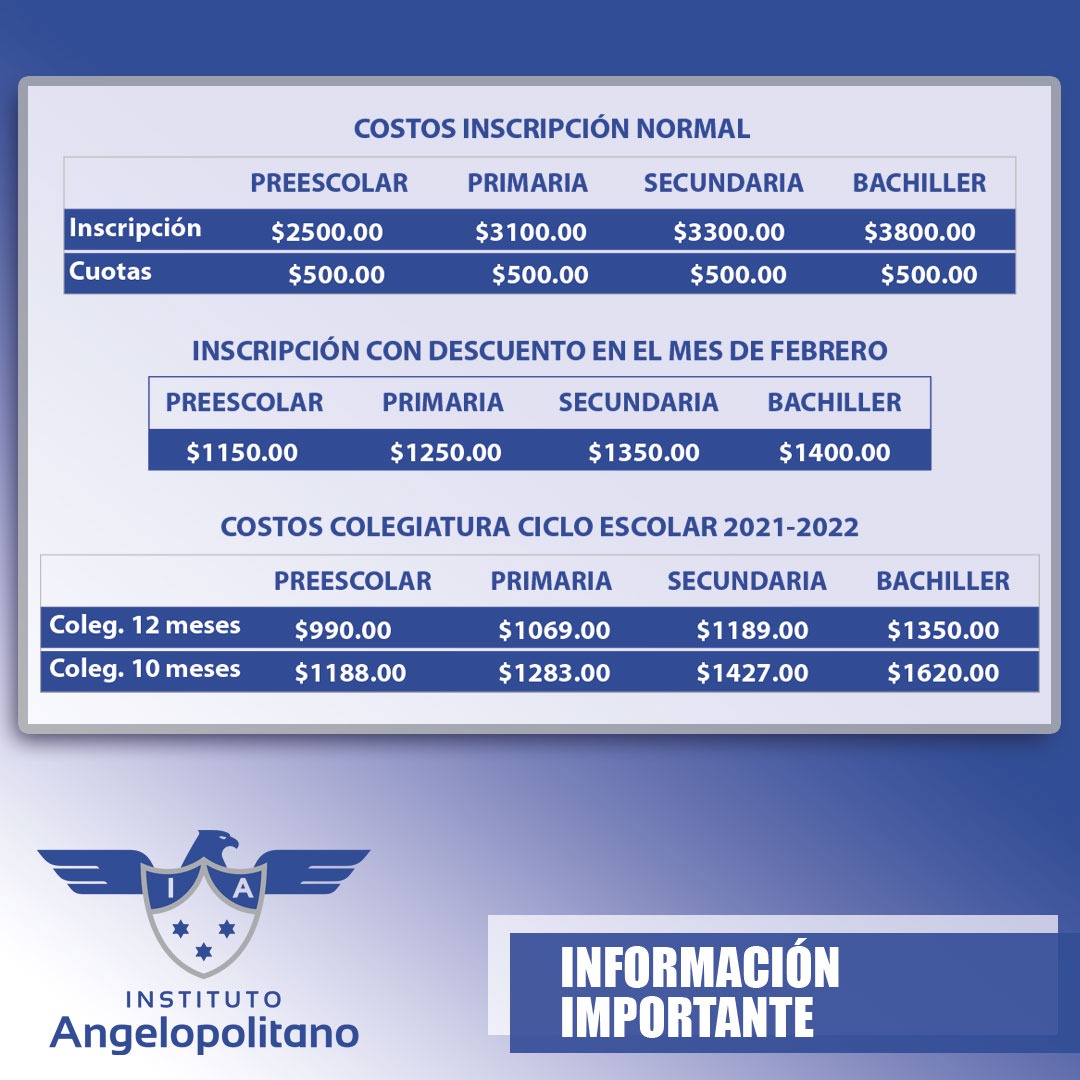 COSTOS INSCRIPCIÓN NORMAL
PREESCOLAR PRIMARIA SECUNDARIA BACHILLER
Inscripción $2500.00 $3100.00 $3300.00 $3800.00
Cuotas $500.00 $500.00 $500.00 $500.00
INSCRIPCIÓN CON DESCUENTO EN EL MES DE FEBRERO
PREESCOLAR PRIMARIA SECUNDARIA BACHILLER
$1150.00 $1250.00 $1350.00 $1400.00
COSTOS COLEGIATURA CICLO ESCOLAR 2021-2022
PREESCOLAR PRIMARIA SECUNDARIA BACHILLER
Coleg. 12 meses $990.00 $1069.00 $1189.00 $1350.00
Coleg. 10 meses $1188.00 $1283.00 $1427.00 $1620.00
I A
INSTITUTO
Angelopolitano
INFORMACIÓN
IMPORTANTE